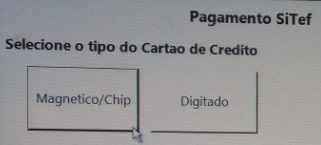 Pagamento SiTef
Selecione o tipo do Cartao de Credito
Magnetico/Chip
Digitado